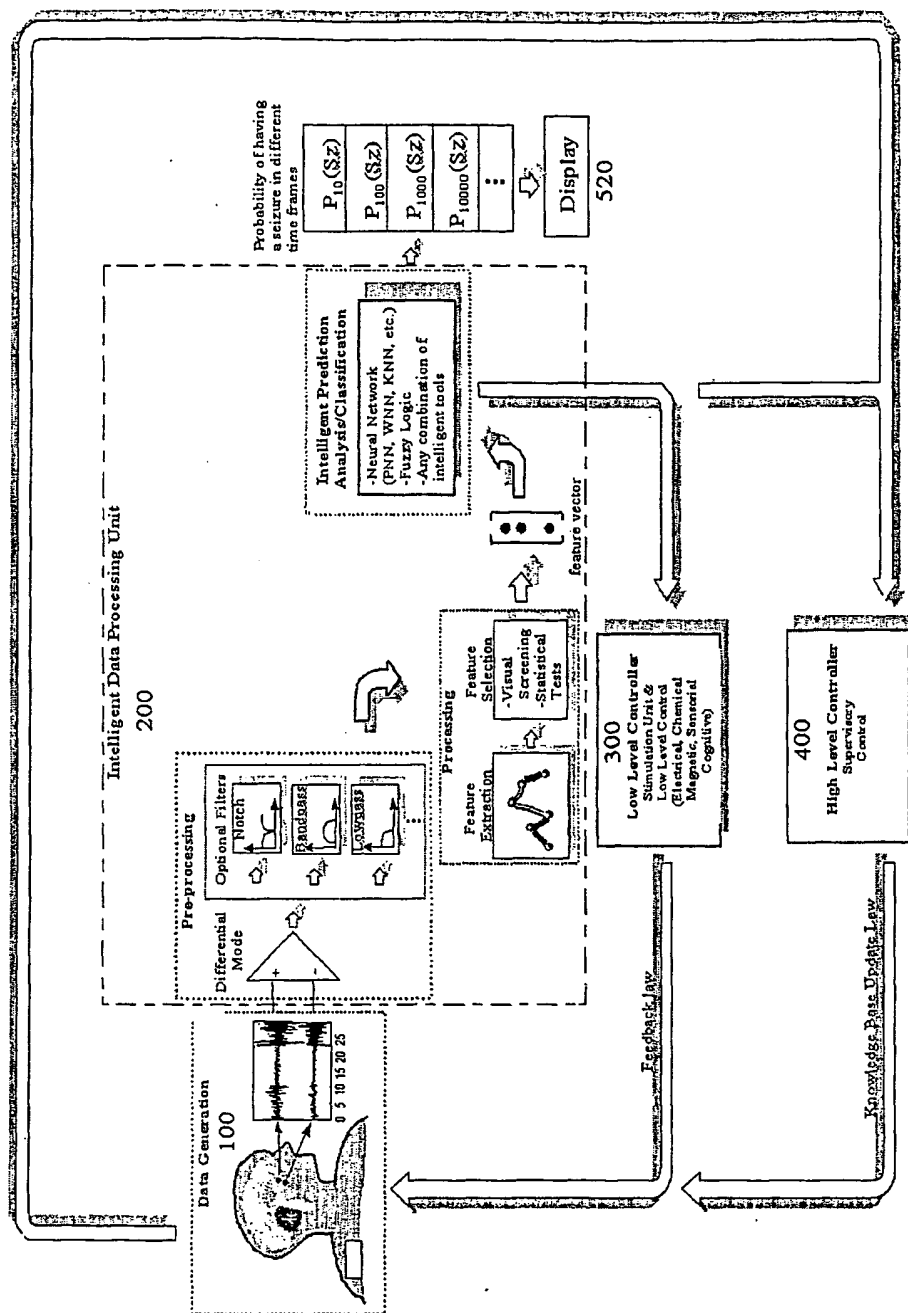 Data Generation
100
0 5 10 15 20 25
Intelligent Data Processing Unit
200
Pre-processing
Differential
Mode
+
-
Optional Filters
Notch
Bandpass
Lowpass
Processing
Feature
Extraction
Feature
Selection
-Visual
Screening
-Statistical
Tests
feature vector
Intelligent Prediction
Analysis/Classification
-Neural Network
(PNN, WNN, KNN, etc.)
-Fuzzy Logic
-Any combination of
intelligent tools
Probability of having
a seizure in different
time frames
P10(SZ)
P100(SZ)
P1000(SZ)
P10000(SZ)
Display
520
300
Low Level Controller
Stimulation Unit &
Low Level Control
(Electrical, Chemical
Magnetic, Sensorial
Cognitive)
Feedback law
400
High Level Controller
Supervisory
Control
Knowledge Base Update Law